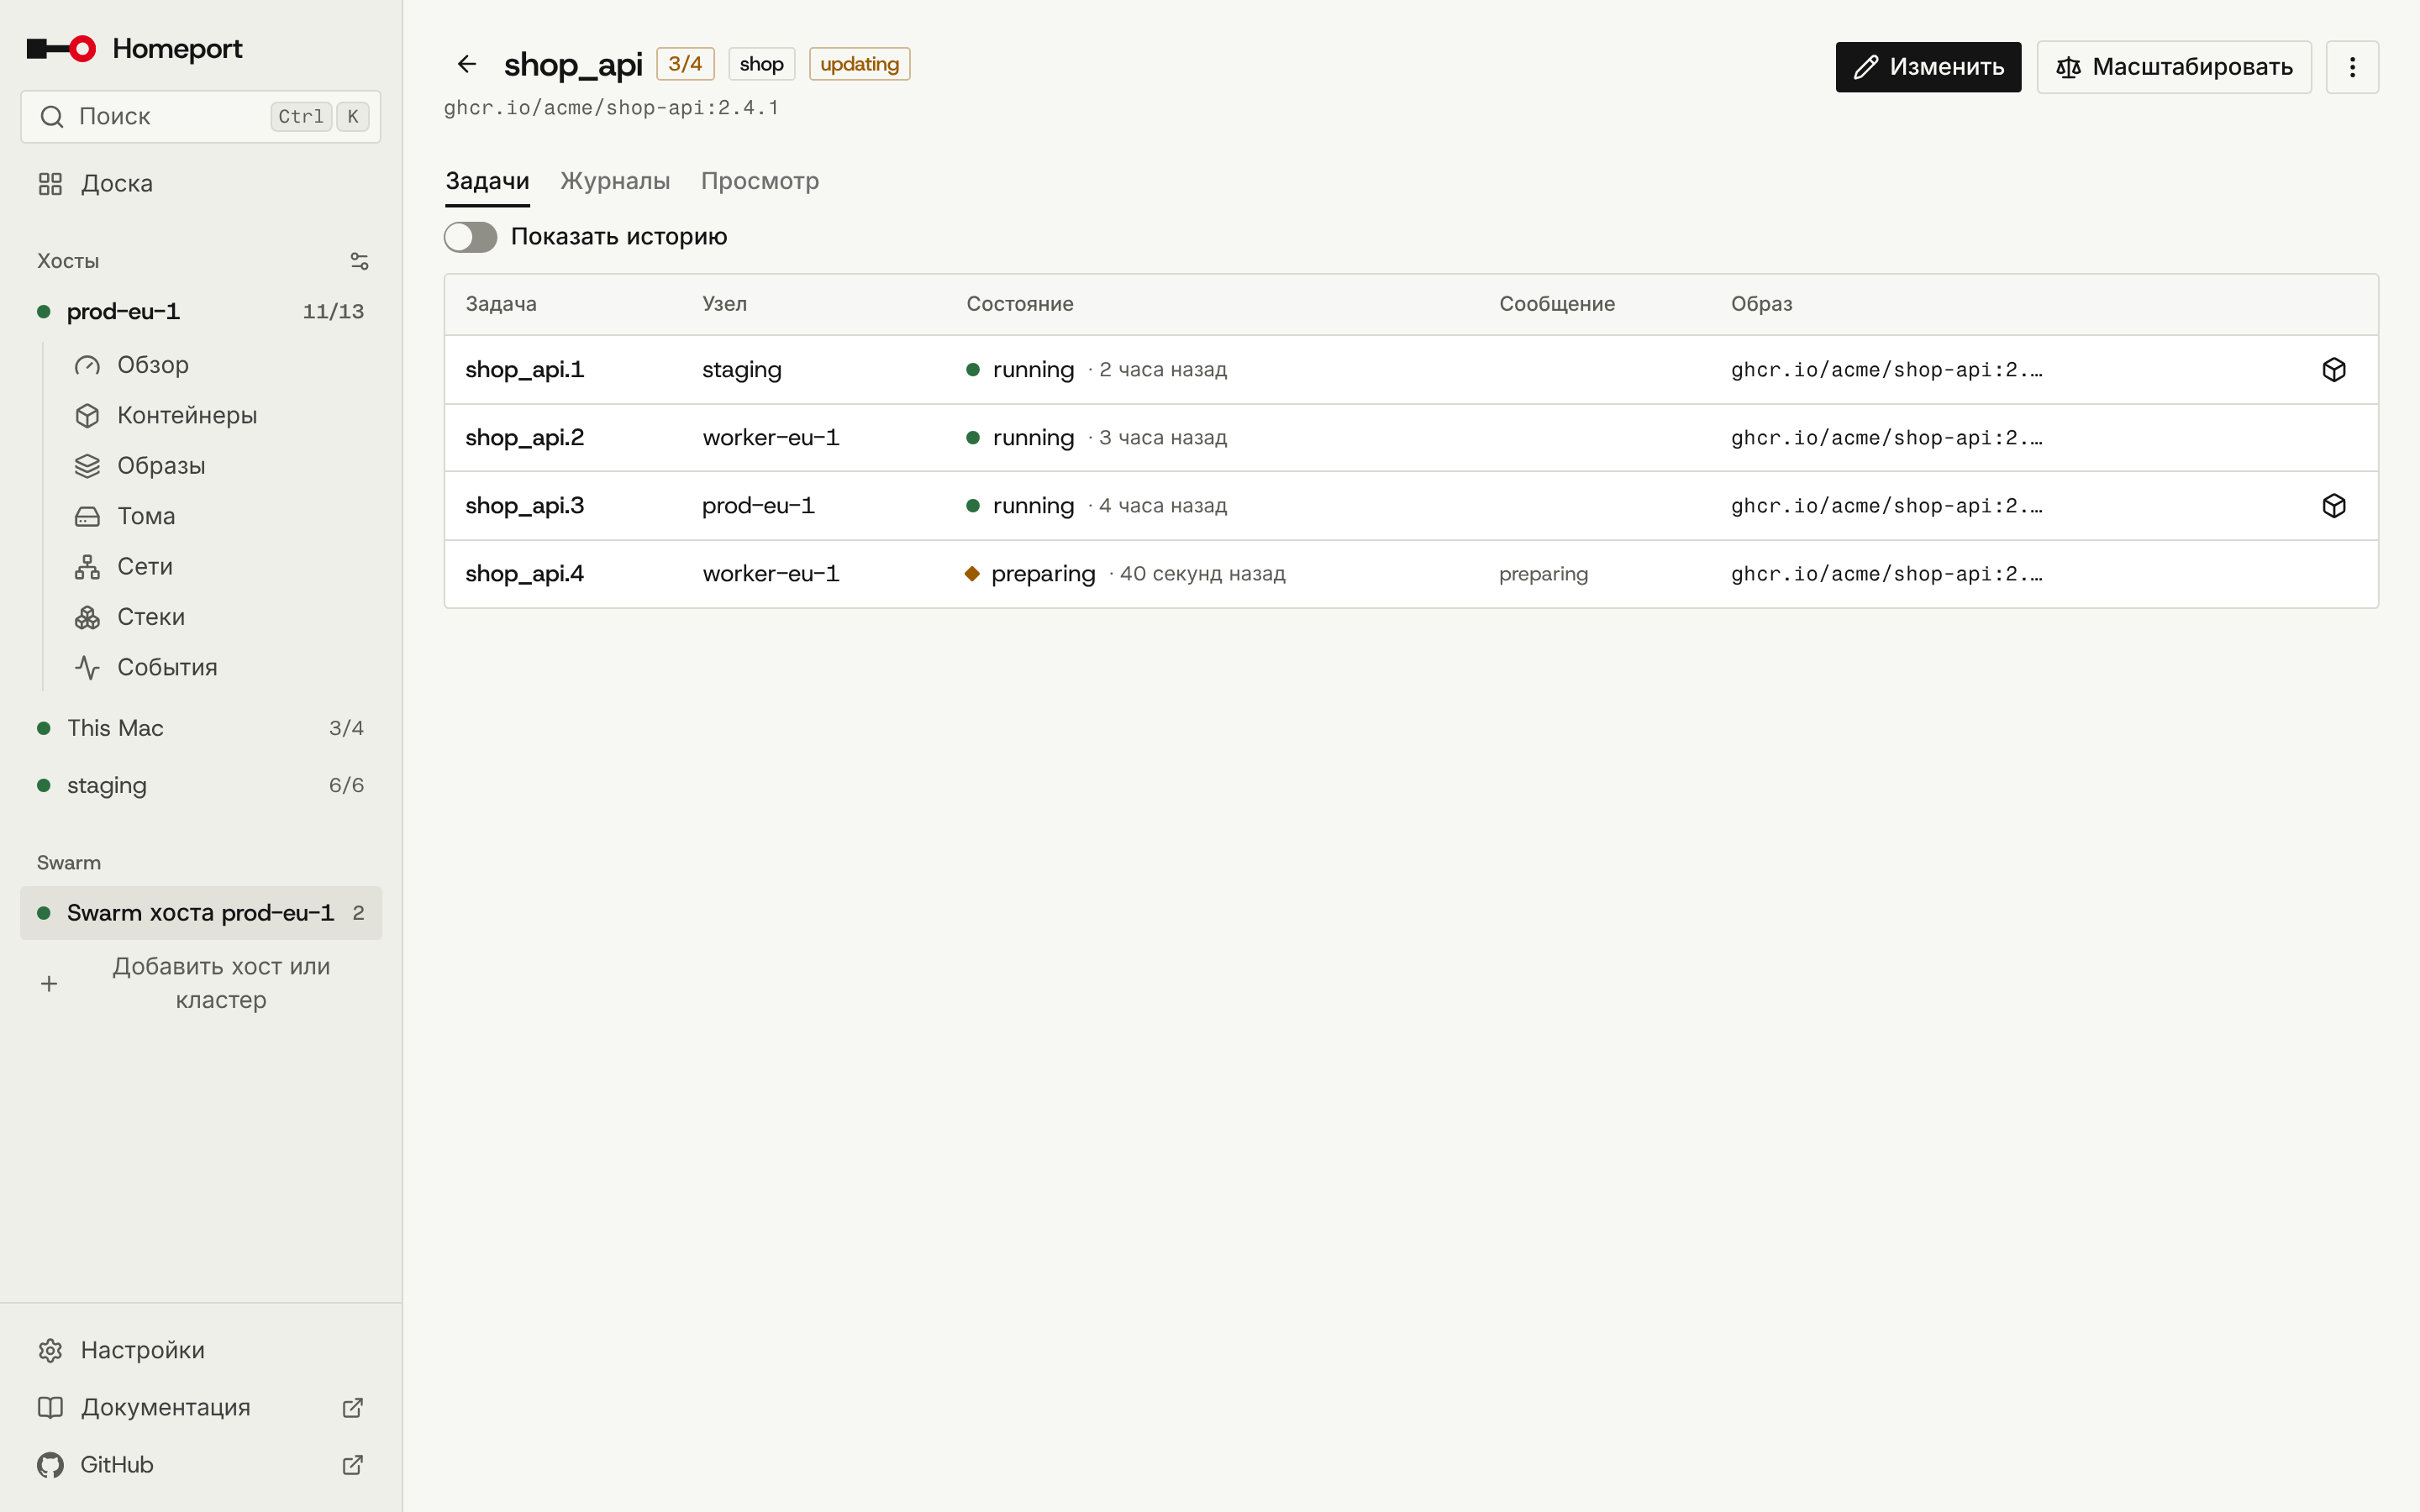 Homeport
Поиск Ctrl K
Доска
Хосты
prod-eu-1 11/13
Обзор
Контейнеры
Образы
Тома
Сети
Стеки
События
This Mac 3/4
staging 6/6
Swarm
Swarm хоста prod-eu-1 2
Добавить хост или
кластер
Настройки
Документация
GitHub
shop_api 3/4 shop updating
ghcr.io/acme/shop-api:2.4.1
Изменить
Масштабировать
Задачи Журналы Просмотр
Показать историю
Задача Узел Состояние Сообщение Образ
shop_api.1 staging running · 2 часа назад ghcr.io/acme/shop-api:2.…
shop_api.2 worker-eu-1 running · 3 часа назад ghcr.io/acme/shop-api:2.…
shop_api.3 prod-eu-1 running · 4 часа назад ghcr.io/acme/shop-api:2.…
shop_api.4 worker-eu-1 preparing · 40 секунд назад preparing ghcr.io/acme/shop-api:2.…